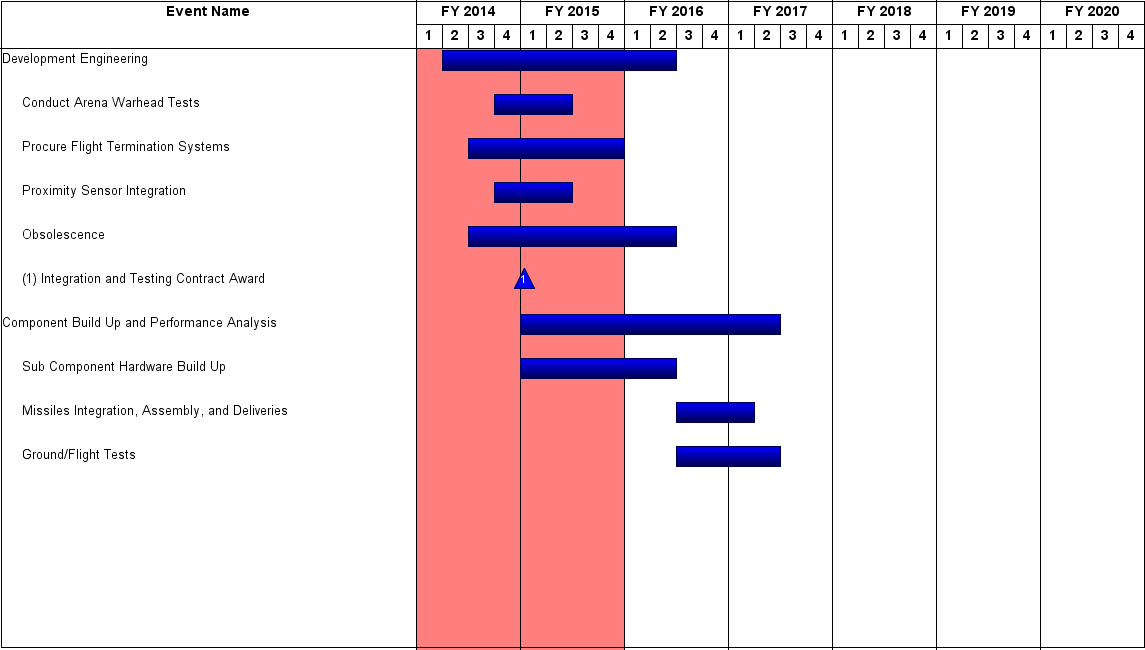 Event Name FY 2014 FY 2015 FY 2016 FY 2017 FY 2018 FY 2019 FY 2020
1 2 3 4 1 2 3 4 1 2 3 4 1 2 3 4 1 2 3 4 1 2 3 4 1 2 3 4
Development Engineering
Conduct Arena Warhead Tests
Procure Flight Termination Systems
Proximity Sensor Integration
Obsolescence
(1) Integration and Testing Contract Award 1
Component Build Up and Performance Analysis
Sub Component Hardware Build Up
Missiles Integration, Assembly, and Deliveries
Ground/Flight Tests